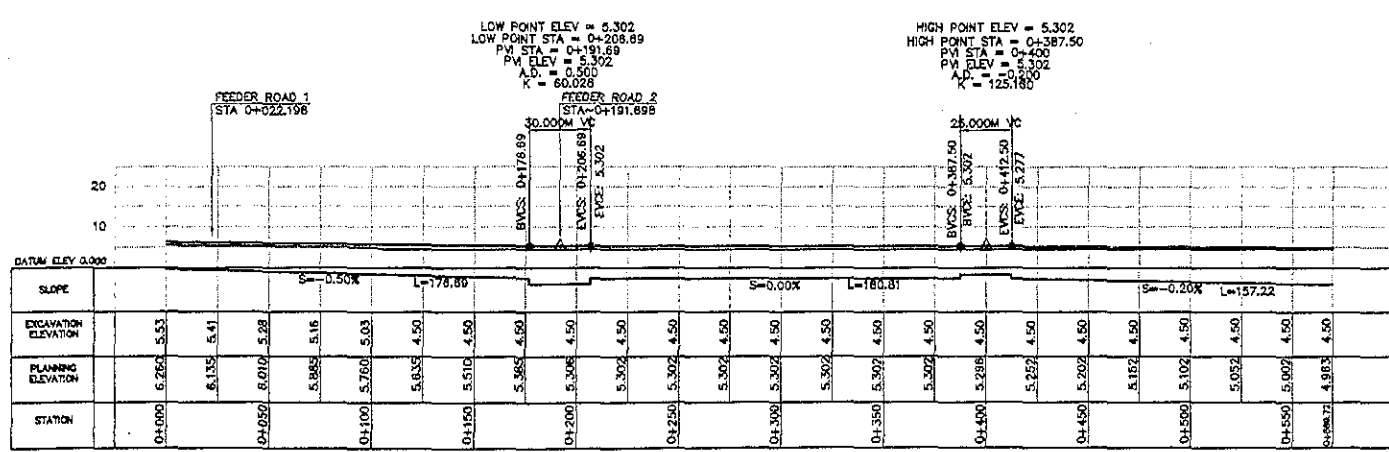 LOW POINT ELEV = 5.302
LOW POINT STA = 0+206.69
PVI STA = 0+191.69
PVI ELEV = 5.302
A.D. = 0.500
K = 60.026
HIGH POINT ELEV = 5.302
HIGH POINT STA = 0+387.50
PVI STA = 0+400
PVI ELEV = 5.302
A.D. = -0.200
K = 125.160
FEEDER ROAD 1
STA 0+022.198
FEEDER ROAD 2
STA 0+191.698
30.000M VC
25.000M VC
BVCS: 0+176.69
EVCS: 0+206.69
EVCE: 5.302
BVCS: 0+387.50
BVCE: 5.302
EVCS: 0+412.50
EVCE: 5.277
20
10
DATUM ELEV 0.000
SLOPE
S=-0.50% L=176.69
S=0.00% L=180.81
S=-0.20% L=157.22
EXCAVATION ELEVATION
5.53 5.41 5.28 5.16 5.03 4.50 4.50 4.50 4.50 4.50 4.50 4.50 4.50 4.50 4.50 4.50 4.50 4.50 4.50 4.50 4.50 4.50 4.50 4.50
PLANNING ELEVATION
6.260 6.135 6.010 5.885 5.760 5.635 5.510 5.385 5.306 5.302 5.302 5.302 5.302 5.302 5.302 5.302 5.296 5.252 5.202 5.152 5.102 5.052 5.002 4.983
STATION
0+000 0+050 0+100 0+150 0+200 0+250 0+300 0+350 0+400 0+450 0+500 0+550